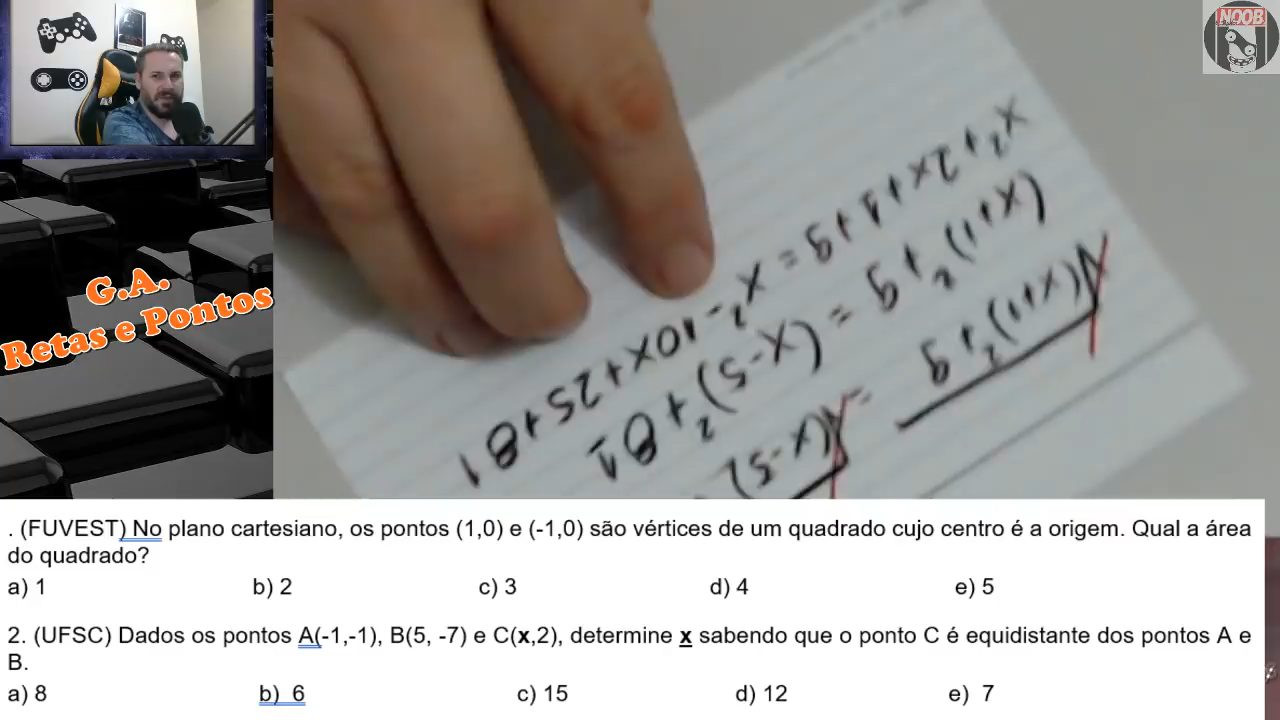 NOOB
G.A.
Retas e Pontos
√(x+1)²+9 = √(x-5)
(x+1)²+9 = (x-5)²+81
x²+2x+1+9 = x²-10x+25+81
. (FUVEST) No plano cartesiano, os pontos (1,0) e (-1,0) são vértices de um quadrado cujo centro é a origem. Qual a área
do quadrado?
a) 1 b) 2 c) 3 d) 4 e) 5
2. (UFSC) Dados os pontos A(-1,-1), B(5, -7) e C(x,2), determine x sabendo que o ponto C é equidistante dos pontos A e
B.
a) 8 b) 6 c) 15 d) 12 e) 7